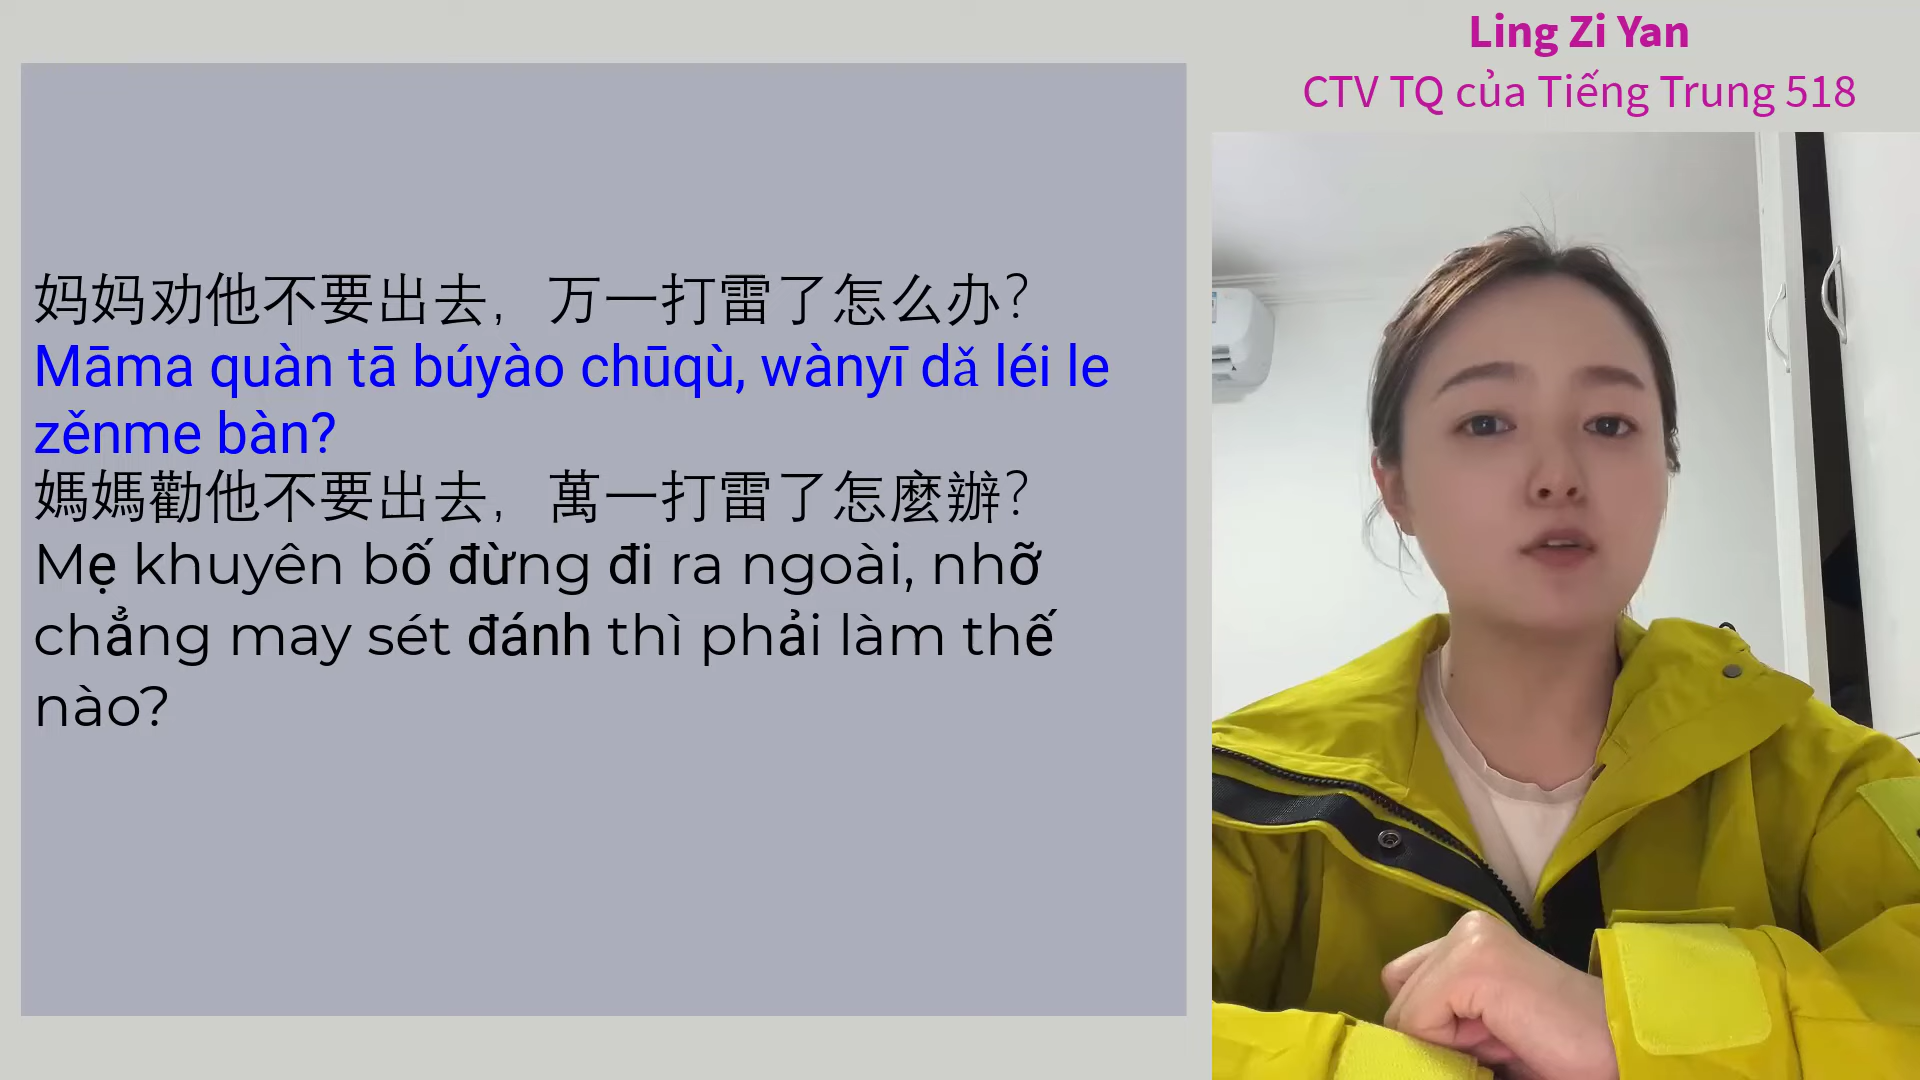 Ling Zi Yan
CTV TQ của Tiếng Trung 518
妈妈劝他不要出去，万一打雷了怎么办？
Māma quàn tā búyào chūqù, wànyī dǎ léi le
zěnme bàn?
媽媽勸他不要出去，萬一打雷了怎麼辦？
Mẹ khuyên bố đừng đi ra ngoài, nhỡ
chẳng may sét đánh thì phải làm thế
nào?